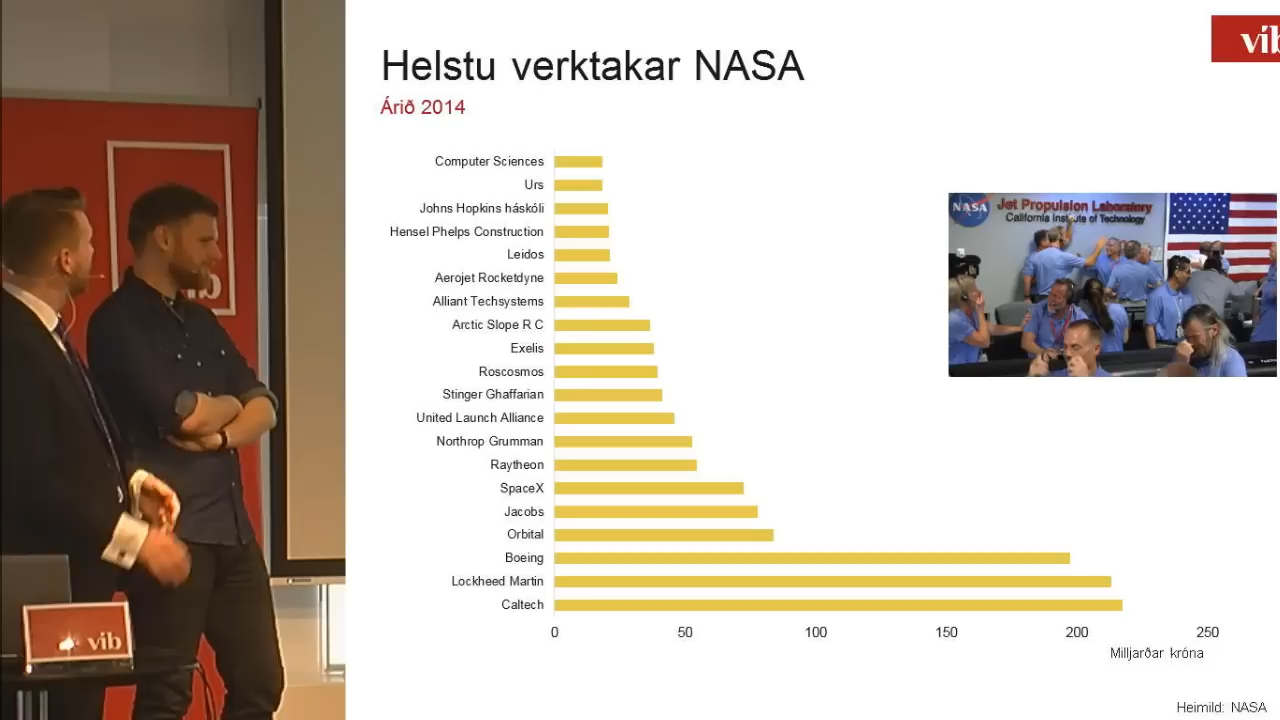 Helstu verktakar NASA
Árið 2014
víb
Computer Sciences
Urs
Johns Hopkins háskóli
Hensel Phelps Construction
Leidos
Aerojet Rocketdyne
Alliant Techsystems
Arctic Slope R C
Exelis
Roscosmos
Stinger Ghaffarian
United Launch Alliance
Northrop Grumman
Raytheon
SpaceX
Jacobs
Orbital
Boeing
Lockheed Martin
Caltech
0 50 100 150 200 250
Milljarðar króna
Heimild: NASA
NASA
Jet Propulsion Laboratory
California Institute of Technology
víb